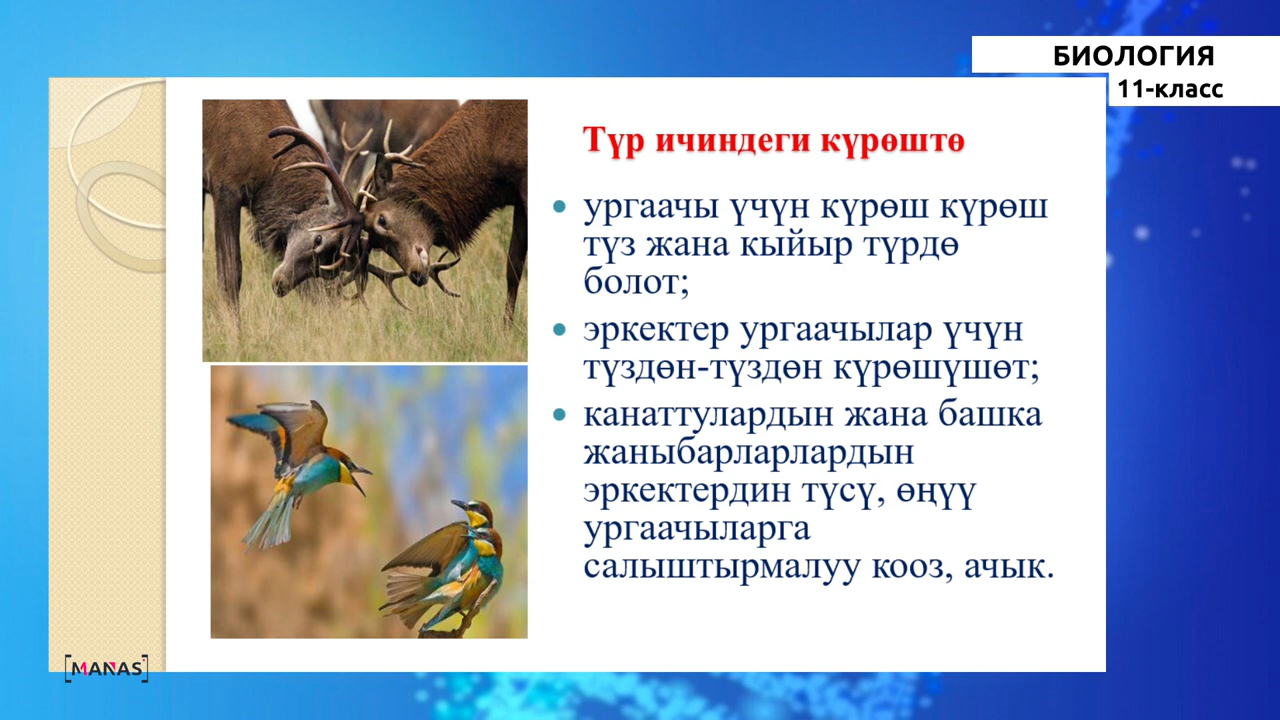 БИОЛОГИЯ
11-класс
Түр ичиндеги күрөштө
• ургаачы үчүн күрөш күрөш
түз жана кыйыр түрдө
болот;
• эркектер ургаачылар үчүн
түздөн-түздөн күрөшүшөт;
• канаттулардын жана башка
жаныбарларлардын
эркектердин түсү, өңүү
ургаачыларга
салыштырмалуу кооз, ачык.
[MANAS]